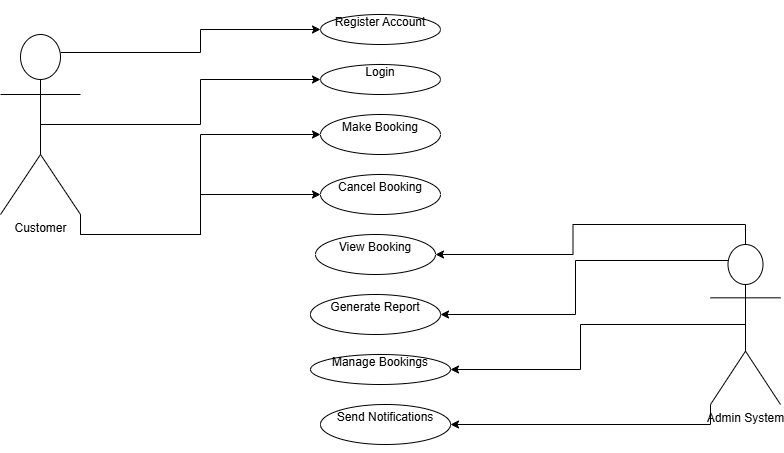 Register Account
Login
Make Booking
Cancel Booking
Customer
View Booking
Generate Report
Manage Bookings
Send Notifications
Admin System